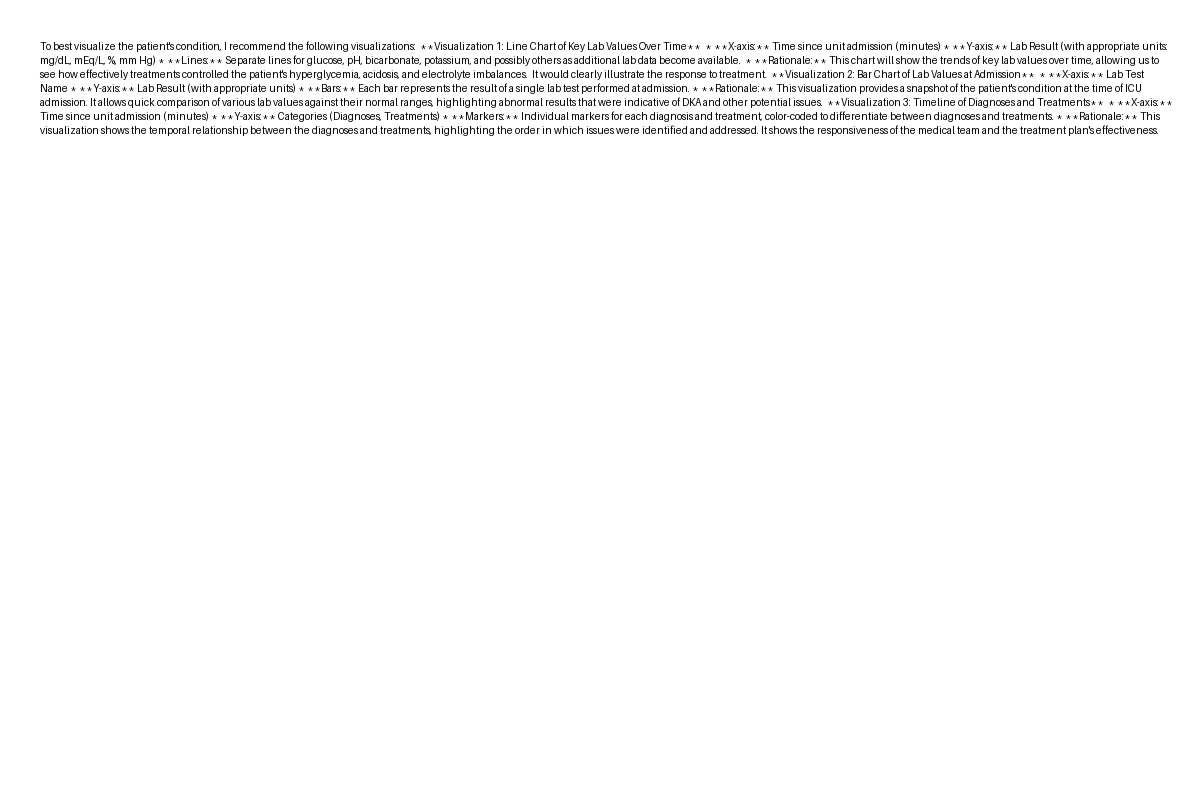 To best visualize the patient's condition, I recommend the following visualizations:  **Visualization 1: Line Chart of Key Lab Values Over Time**  * **X-axis:** Time since unit admission (minutes) * **Y-axis:** Lab Result (with appropriate units:
mg/dL, mEq/L, %, mm Hg) * **Lines:** Separate lines for glucose, pH, bicarbonate, potassium, and possibly others as additional lab data become available.  * **Rationale:** This chart will show the trends of key lab values over time, allowing us to
see how effectively treatments controlled the patient's hyperglycemia, acidosis, and electrolyte imbalances.  It would clearly illustrate the response to treatment.  **Visualization 2: Bar Chart of Lab Values at Admission**  * **X-axis:** Lab Test
Name * **Y-axis:** Lab Result (with appropriate units) * **Bars:** Each bar represents the result of a single lab test performed at admission. * **Rationale:** This visualization provides a snapshot of the patient's condition at the time of ICU
admission. It allows quick comparison of various lab values against their normal ranges, highlighting abnormal results that were indicative of DKA and other potential issues.  **Visualization 3: Timeline of Diagnoses and Treatments**  * **X-axis:**
Time since unit admission (minutes) * **Y-axis:** Categories (Diagnoses, Treatments) * **Markers:** Individual markers for each diagnosis and treatment, color-coded to differentiate between diagnoses and treatments. * **Rationale:** This
visualization shows the temporal relationship between the diagnoses and treatments, highlighting the order in which issues were identified and addressed. It shows the responsiveness of the medical team and the treatment plan's effectiveness.